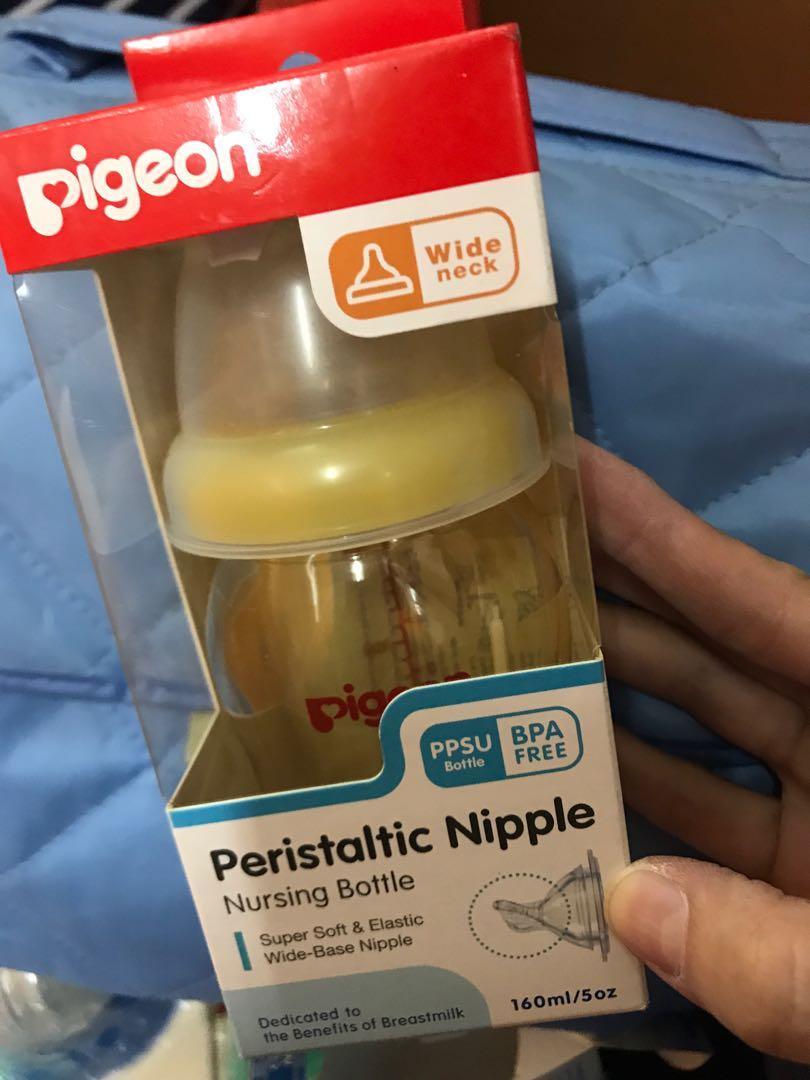 pigeon
Wide
neck
PPSU
Bottle
BPA
FREE
Peristaltic Nipple
Nursing Bottle
Super Soft & Elastic
Wide-Base Nipple
160ml/5oz
Dedicated to
the Benefits of Breastmilk